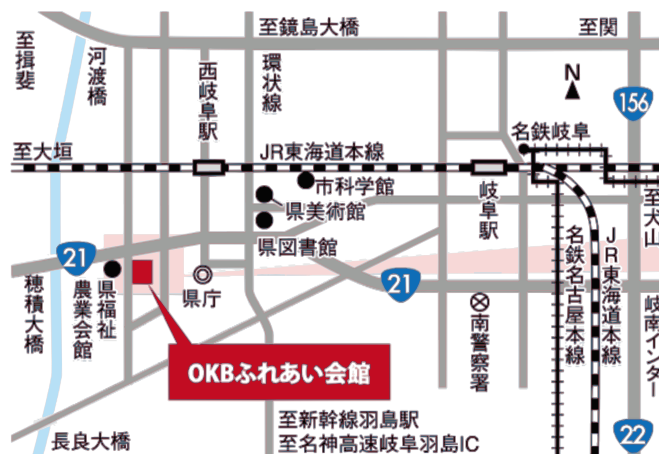 至鏡島大橋
至関
至揖斐
河渡橋
西岐阜駅
環状線
N
156
名鉄岐阜
至大垣
JR東海道本線
市科学館
県美術館
岐阜駅
至犬山
県図書館
21
県福祉
農業会館
穂積大橋
県庁
21
名鉄名古屋本線
JR東海道本線
岐南インター
南警察署
OKBふれあい会館
至新幹線羽島駅
至名神高速岐阜羽島IC
長良大橋
22